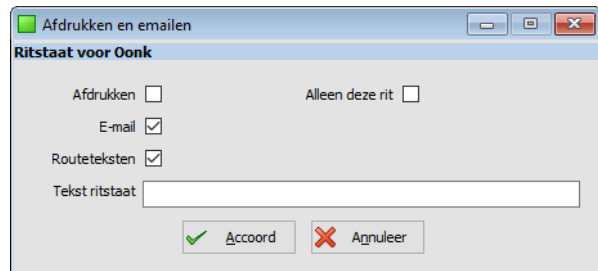 Afdrukken en emailen
Ritstaat voor Oonk
Afdrukken Alleen deze rit
E-mail
Routeteksten
Tekst ritstaat
Accoord Annuleer